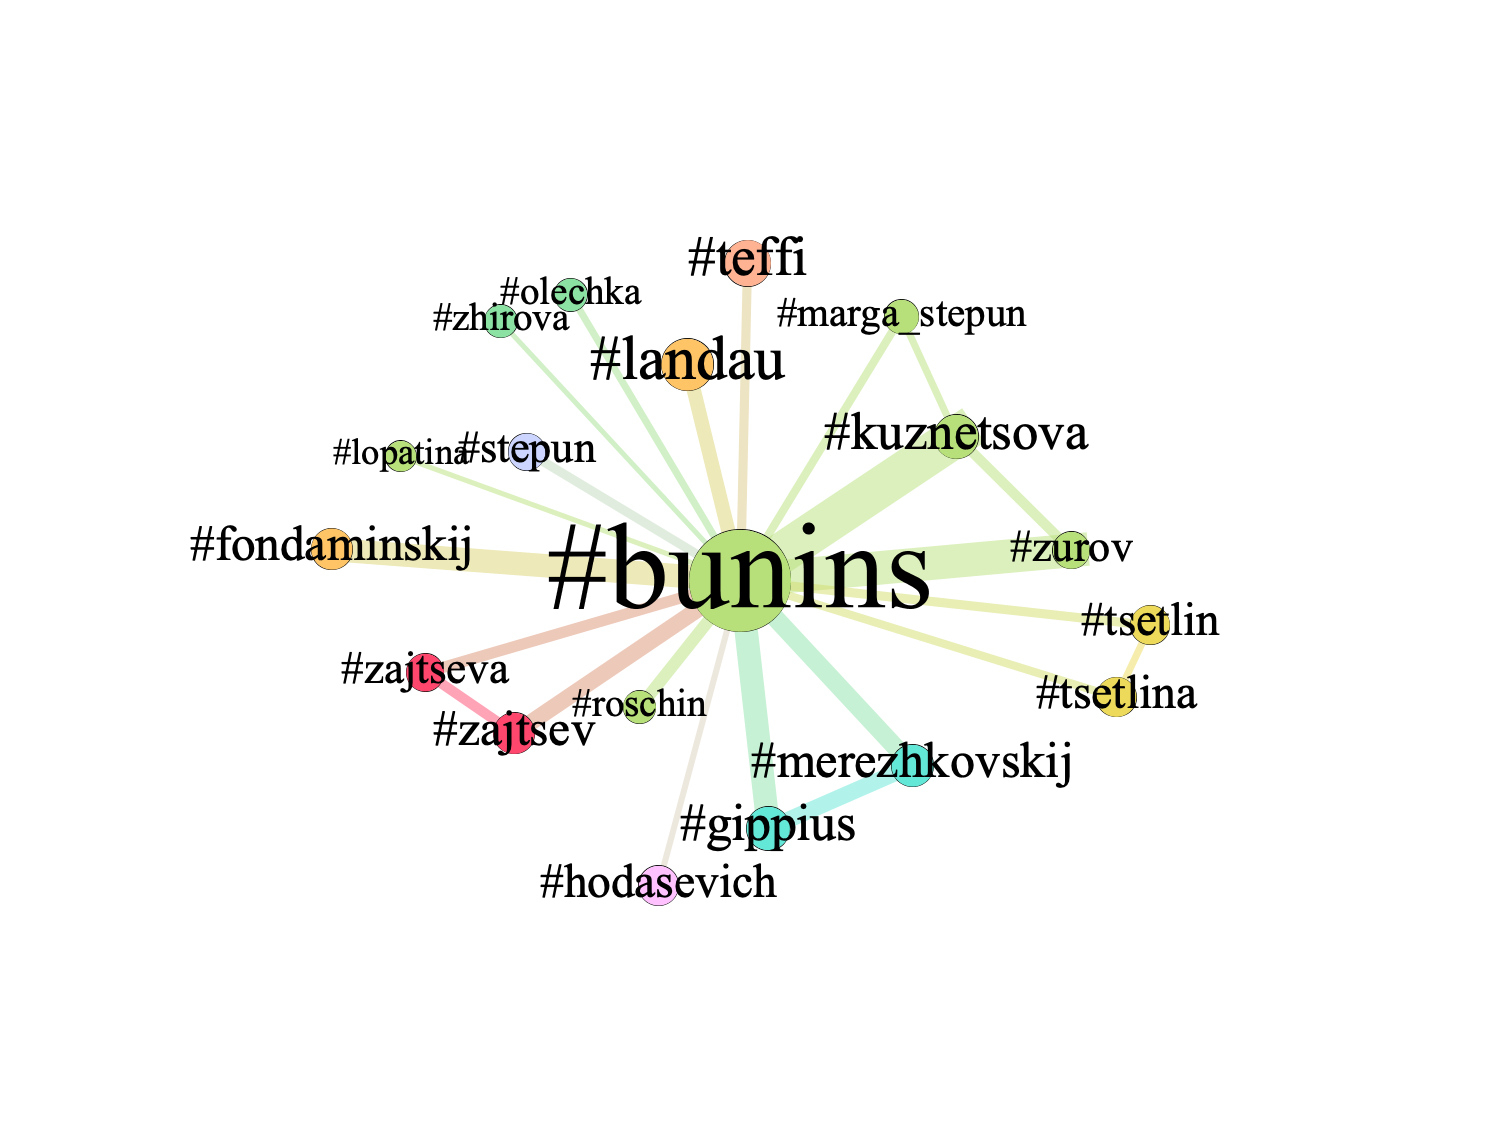 #teffi
#olechka
#zhirova
#marga_stepun
#landau
#kuznetsova
#lopatina
#stepun
#fondaminskij
#zurov
#bunins
#tsetlin
#zajtseva
#tsetlina
#roschin
#zajtsev
#merezhkovskij
#gippius
#hodasevich